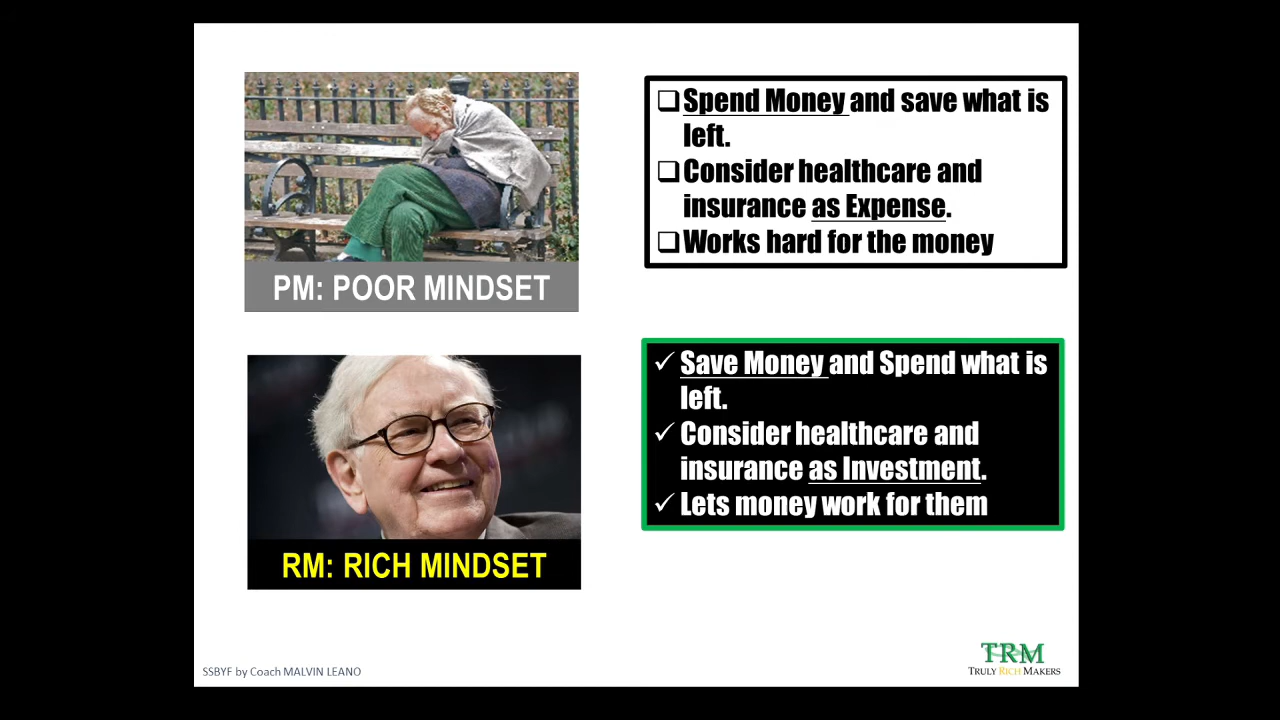 Spend Money and save what is
left.
Consider healthcare and
insurance as Expense.
Works hard for the money
PM: POOR MINDSET
Save Money and Spend what is
left.
Consider healthcare and
insurance as Investment.
Lets money work for them
RM: RICH MINDSET
SSBYF by Coach MALVIN LEANO
TRM
TRULY RICH MAKERS